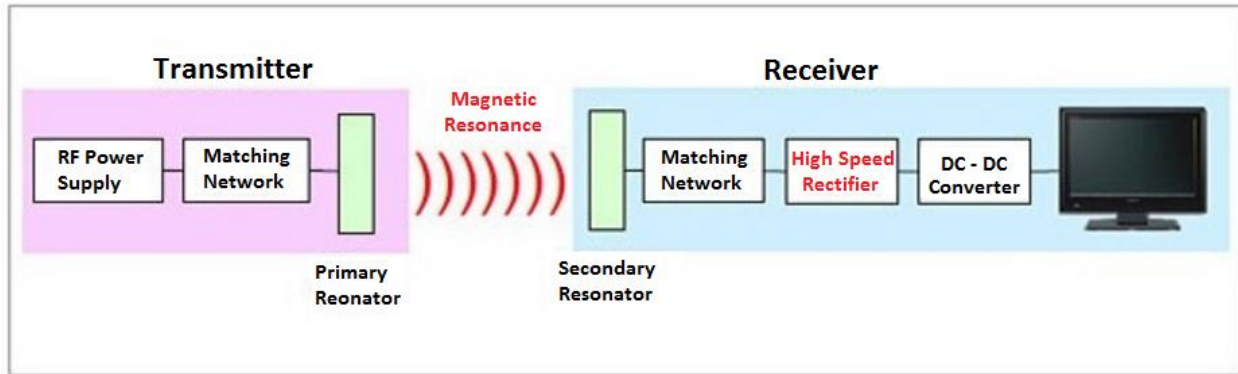 Transmitter
RF Power
Supply
Matching
Network
Primary
Reonator
Magnetic
Resonance
Receiver
Secondary
Resonator
Matching
Network
High Speed
Rectifier
DC - DC
Converter